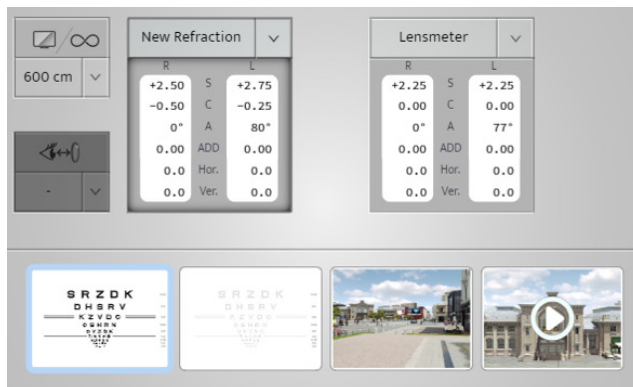 600 cm
-
New Refraction
R L
+2.50 S +2.75
-0.50 C -0.25
0° A 80°
0.00 ADD 0.00
0.0 Hor. 0.0
0.0 Ver. 0.0
Lensmeter
R L
+2.25 S +2.25
0.00 C 0.00
0° A 77°
0.00 ADD 0.00
0.0 Hor. 0.0
0.0 Ver. 0.0
SRZDK
DHSRV
KZVDC
SRZDK
DHSRV
KZVDC